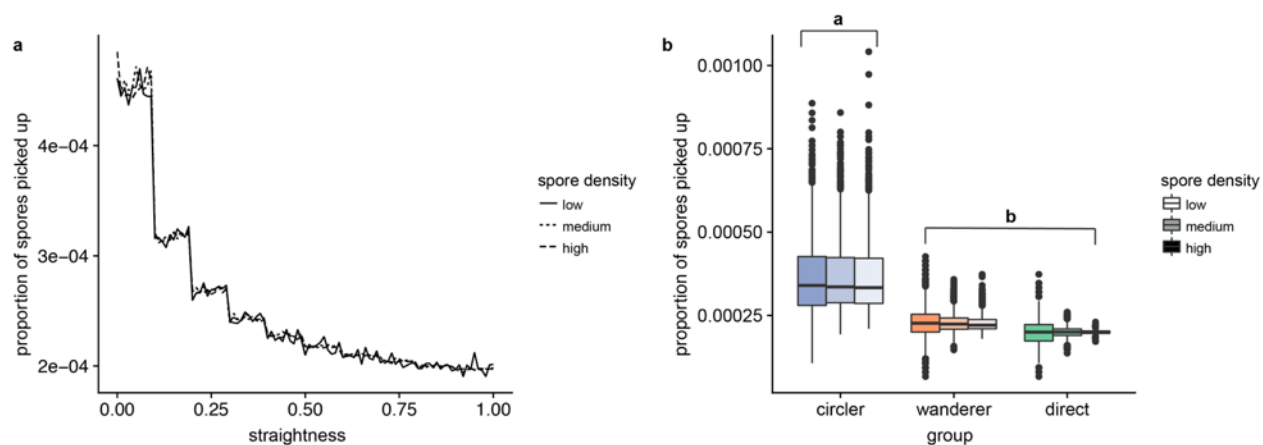 a
proportion of spores picked up
4e-04
3e-04
2e-04
0.00
0.25
0.50
0.75
1.00
straightness
spore density
low
medium
high
b
proportion of spores picked up
0.00100
0.00075
0.00050
0.00025
a
b
circler
wanderer
direct
group
spore density
low
medium
high